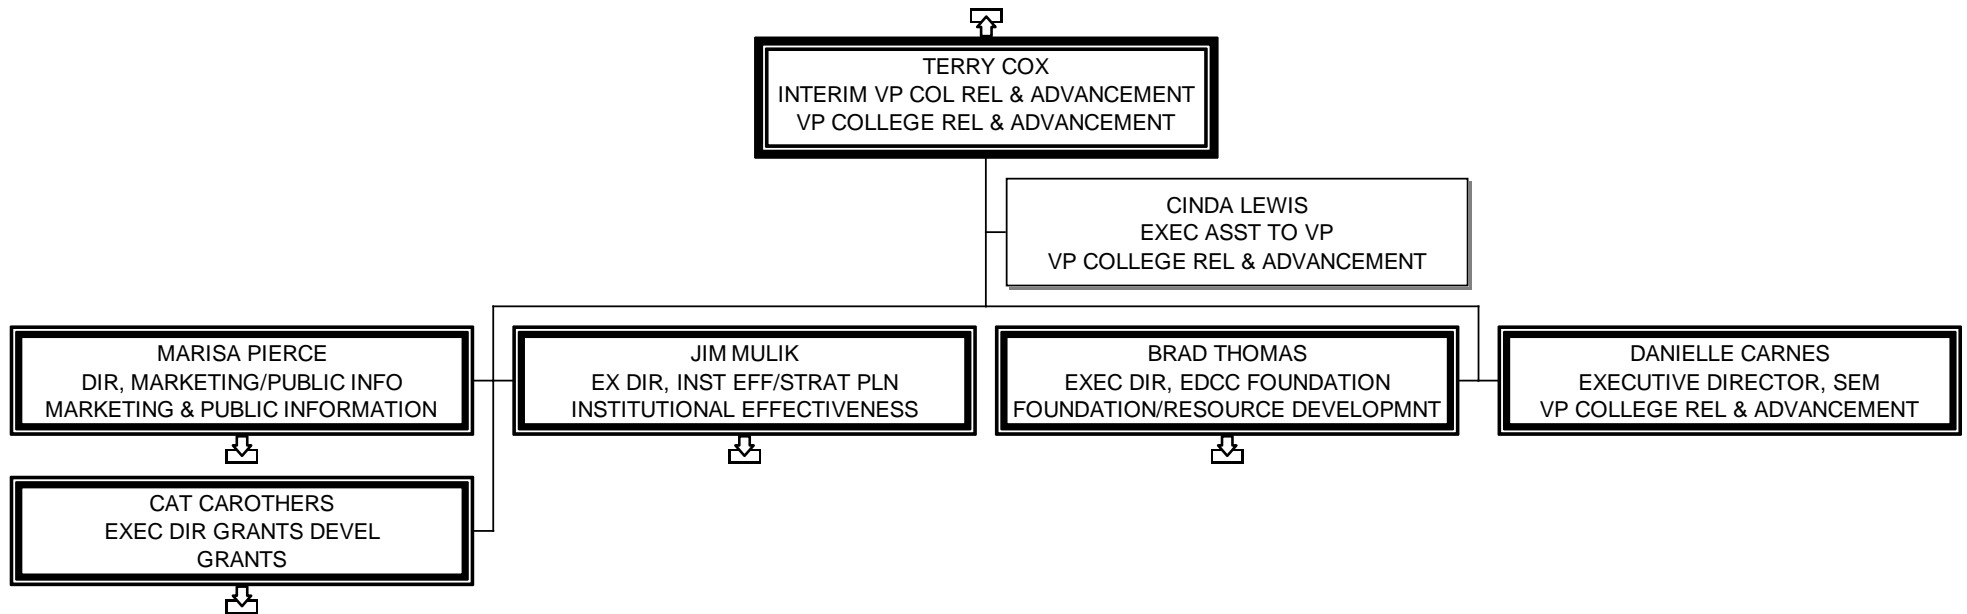 TERRY COX
INTERIM VP COL REL & ADVANCEMENT
VP COLLEGE REL & ADVANCEMENT
CINDA LEWIS
EXEC ASST TO VP
VP COLLEGE REL & ADVANCEMENT
MARISA PIERCE
DIR, MARKETING/PUBLIC INFO
MARKETING & PUBLIC INFORMATION
JIM MULIK
EX DIR, INST EFF/STRAT PLN
INSTITUTIONAL EFFECTIVENESS
BRAD THOMAS
EXEC DIR, EDCC FOUNDATION
FOUNDATION/RESOURCE DEVELOPMNT
DANIELLE CARNES
EXECUTIVE DIRECTOR, SEM
VP COLLEGE REL & ADVANCEMENT
CAT CAROTHERS
EXEC DIR GRANTS DEVEL
GRANTS